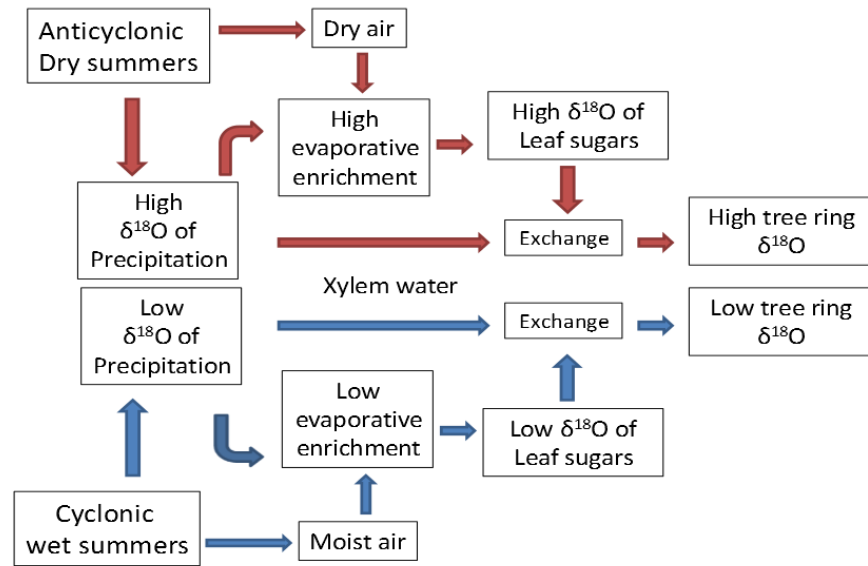 Anticyclonic
Dry summers
Dry air
High
evaporative
enrichment
High δ¹⁸O of
Leaf sugars
High
δ¹⁸O of
Precipitation
Exchange
High tree ring
δ¹⁸O
Xylem water
Low
δ¹⁸O of
Precipitation
Exchange
Low tree ring
δ¹⁸O
Low
evaporative
enrichment
Low δ¹⁸O of
Leaf sugars
Cyclonic
wet summers
Moist air